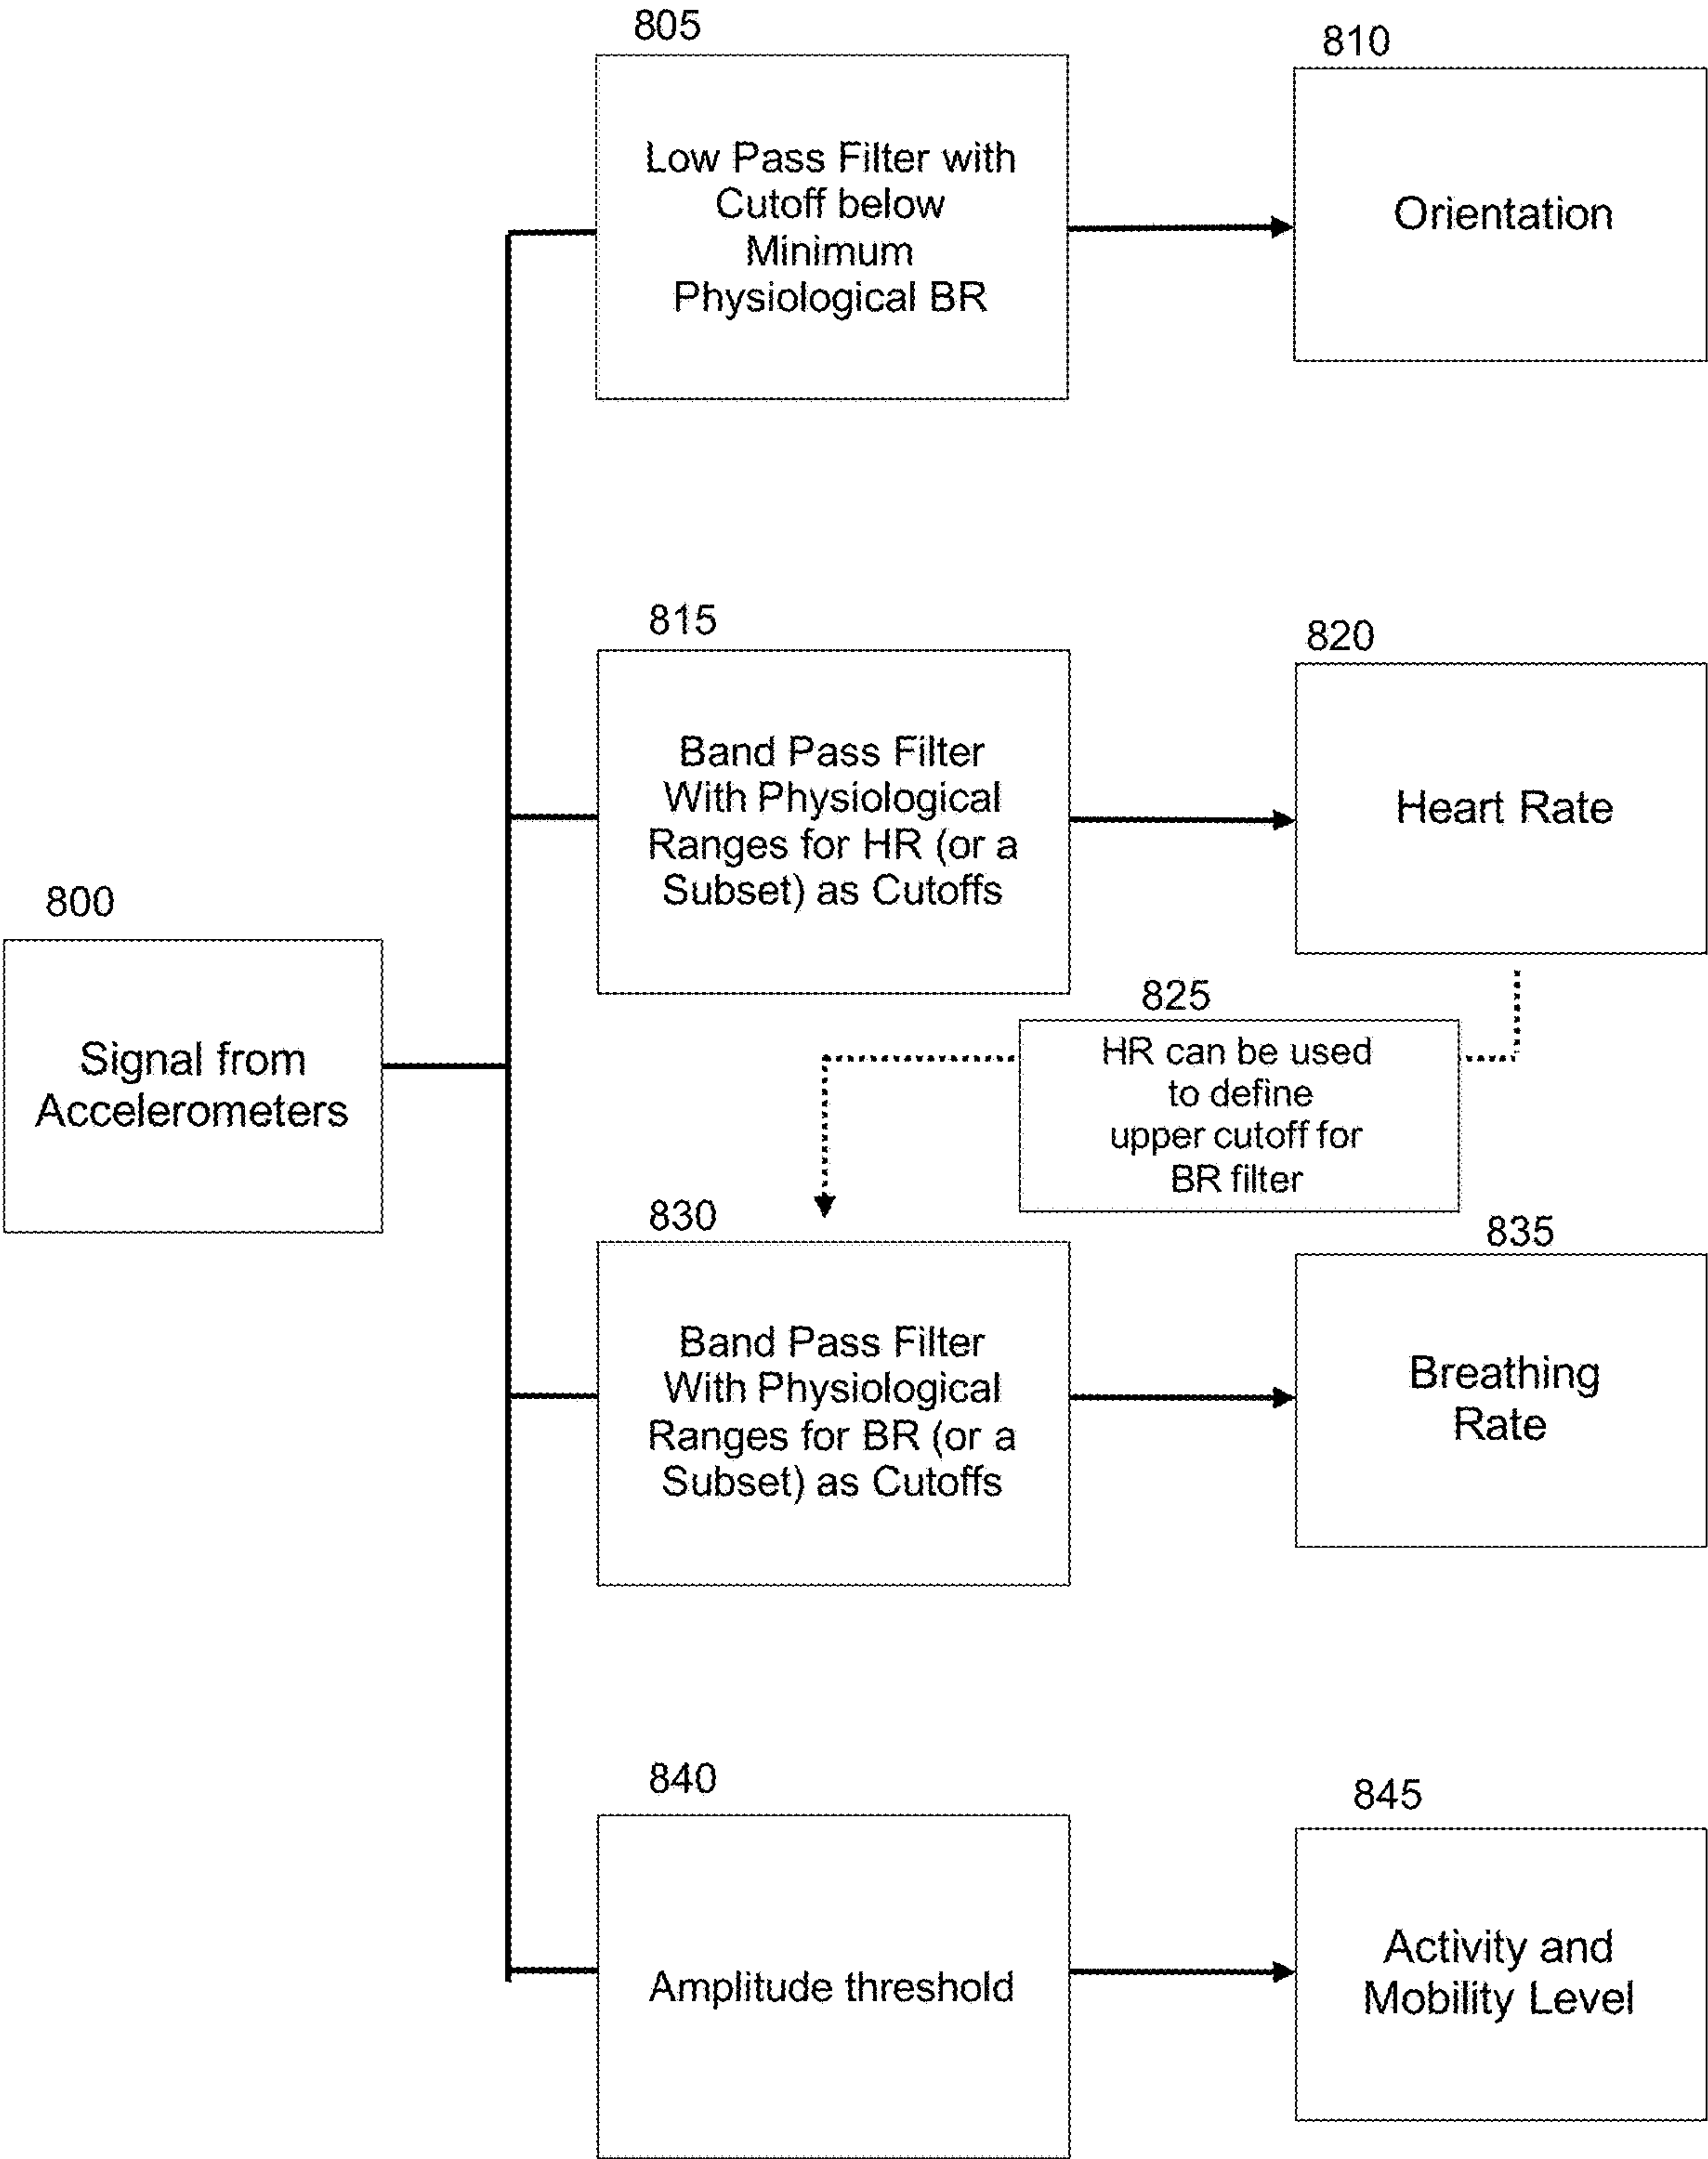 805
Low Pass Filter with
Cutoff below
Minimum
Physiological BR
810
Orientation
815
Band Pass Filter
With Physiological
Ranges for HR (or a
Subset) as Cutoffs
820
Heart Rate
800
Signal from
Accelerometers
825
HR can be used
to define
upper cutoff for
BR filter
830
Band Pass Filter
With Physiological
Ranges for BR (or a
Subset) as Cutoffs
835
Breathing
Rate
840
Amplitude threshold
845
Activity and
Mobility Level